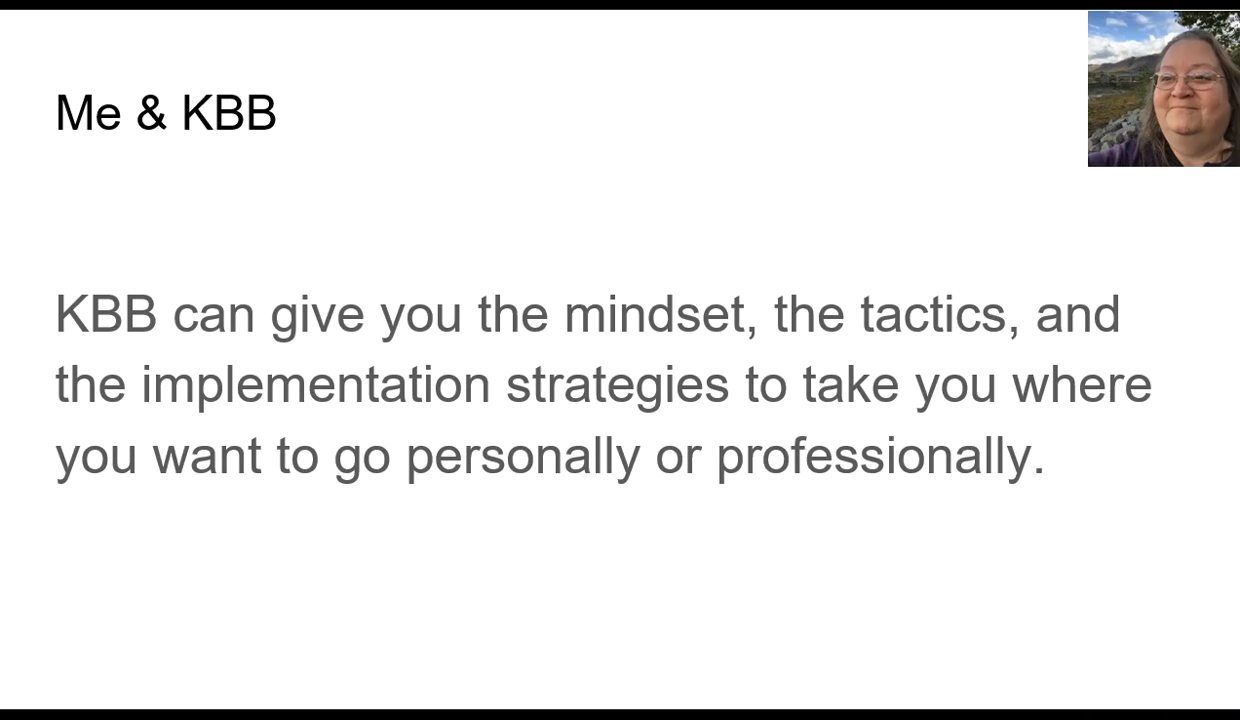 Me & KBB
KBB can give you the mindset, the tactics, and
the implementation strategies to take you where
you want to go personally or professionally.